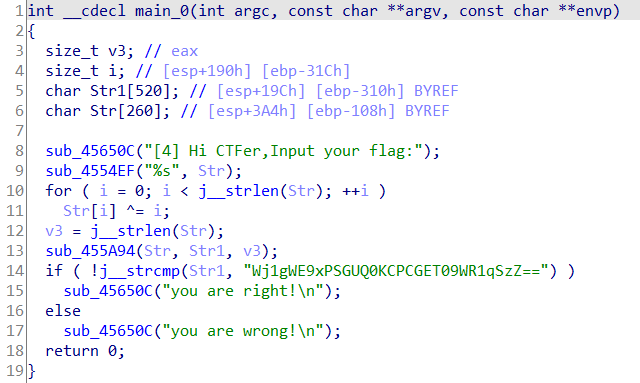 1 int __cdecl main_0(int argc, const char **argv, const char **envp)
2 {
3   size_t v3; // eax
4   size_t i; // [esp+190h] [ebp-31Ch]
5   char Str1[520]; // [esp+19Ch] [ebp-310h] BYREF
6   char Str[260]; // [esp+3A4h] [ebp-108h] BYREF
7
8   sub_45650C("[4] Hi CTFer,Input your flag:");
9   sub_4554EF("%s", Str);
10   for ( i = 0; i < j__strlen(Str); ++i )
11     Str[i] ^= i;
12   v3 = j__strlen(Str);
13   sub_455A94(Str, Str1, v3);
14   if ( !j__strcmp(Str1, "Wj1gWE9xPSGUQ0KCPCGET09WR1qSzZ==") )
15     sub_45650C("you are right!\n");
16   else
17     sub_45650C("you are wrong!\n");
18   return 0;
19 }